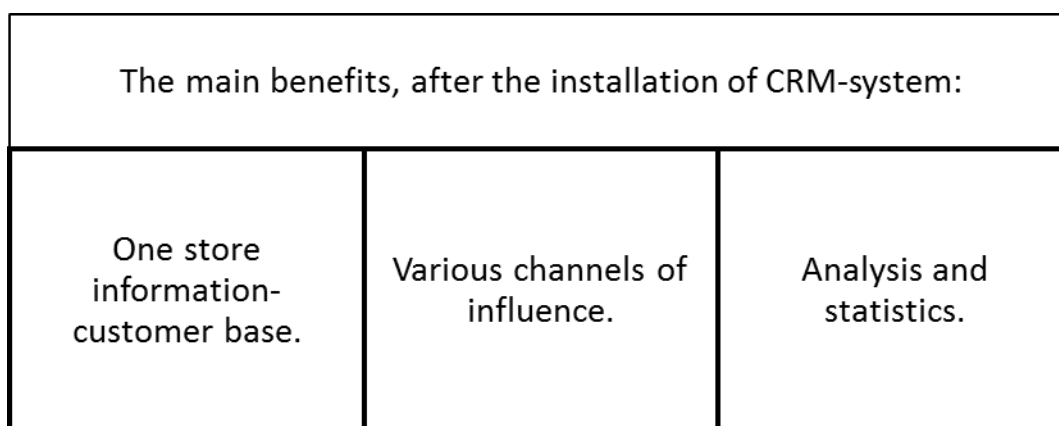 The main benefits, after the installation of CRM-system:
One store
information-
customer base.
Various channels of
influence.
Analysis and
statistics.